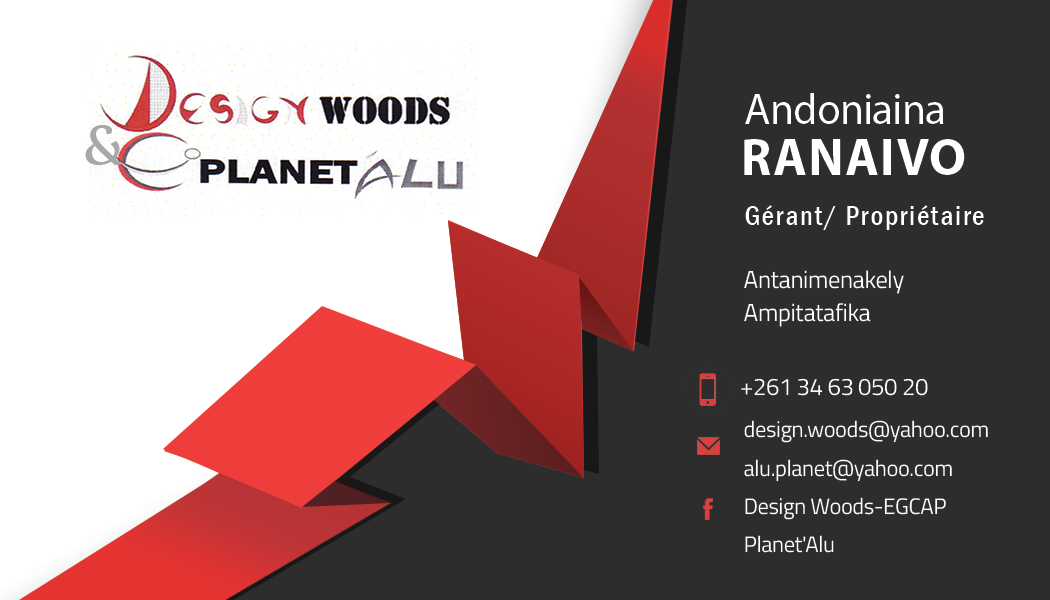 DESIGN WOODS
& PLANET'ALU
Andoniaina
RANAIVO
Gérant/ Propriétaire
Antanimenakely
Ampitatafika
+261 34 63 050 20
design.woods@yahoo.com
alu.planet@yahoo.com
Design Woods-EGCAP
Planet'Alu